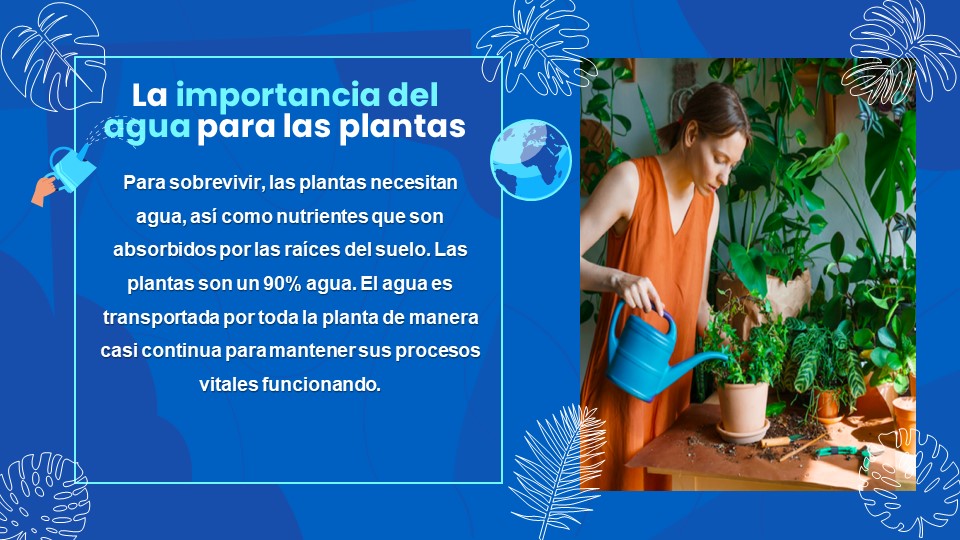 La importancia del
agua para las plantas
Para sobrevivir, las plantas necesitan
agua, así como nutrientes que son
absorbidos por las raíces del suelo. Las
plantas son un 90% agua. El agua es
transportada por toda la planta de manera
casi continua para mantener sus procesos
vitales funcionando.